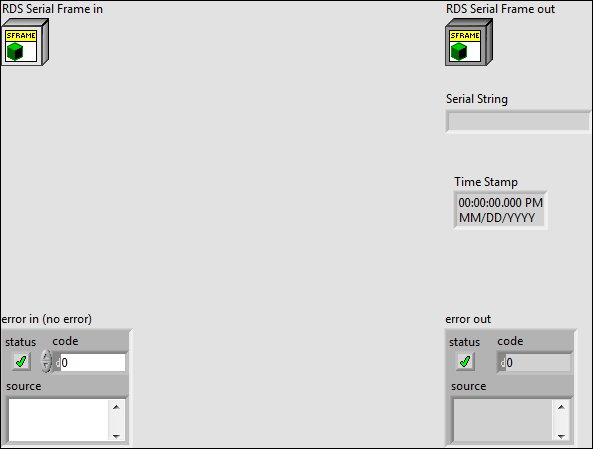 RDS Serial Frame in
RDS Serial Frame out
SFRAME
SFRAME
Serial String
Time Stamp
00:00:00.000 PM
MM/DD/YYYY
error in (no error)
error out
status code
d0
source
status code
d0
source